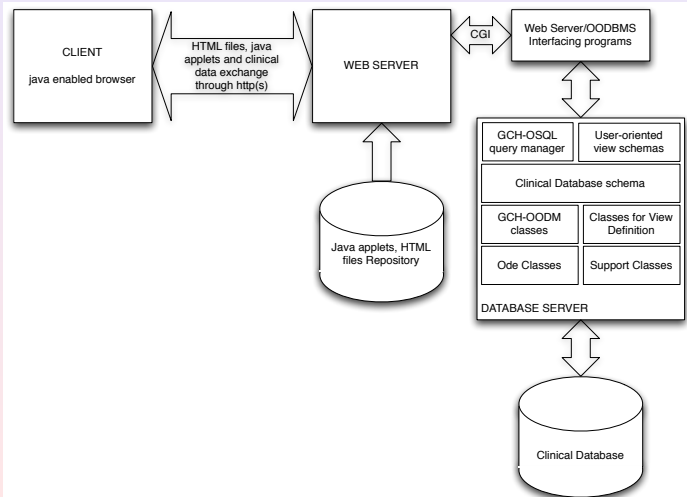 CLIENT
java enabled browser
HTML files, java
applets and clinical
data exchange
through http(s)
WEB SERVER
CGI
Web Server/OODBMS
Interfacing programs
GCH-OSQL
query manager
User-oriented
view schemas
Clinical Database schema
GCH-OODM
classes
Classes for View
Definition
Ode Classes
Support Classes
DATABASE SERVER
Java applets, HTML
files Repository
Clinical Database